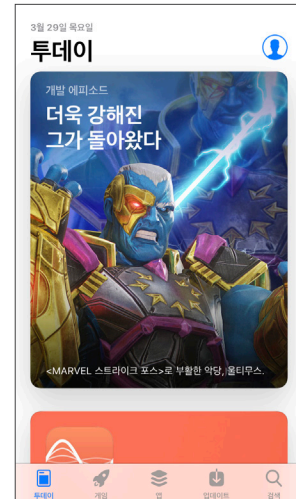 3월 29일 목요일
투데이
개발 에피소드
더욱 강해진
그가 돌아왔다
<MARVEL 스트라이크 포스>로 부활한 악당, 울티무스.
투데이 게임 앱 업데이트 검색